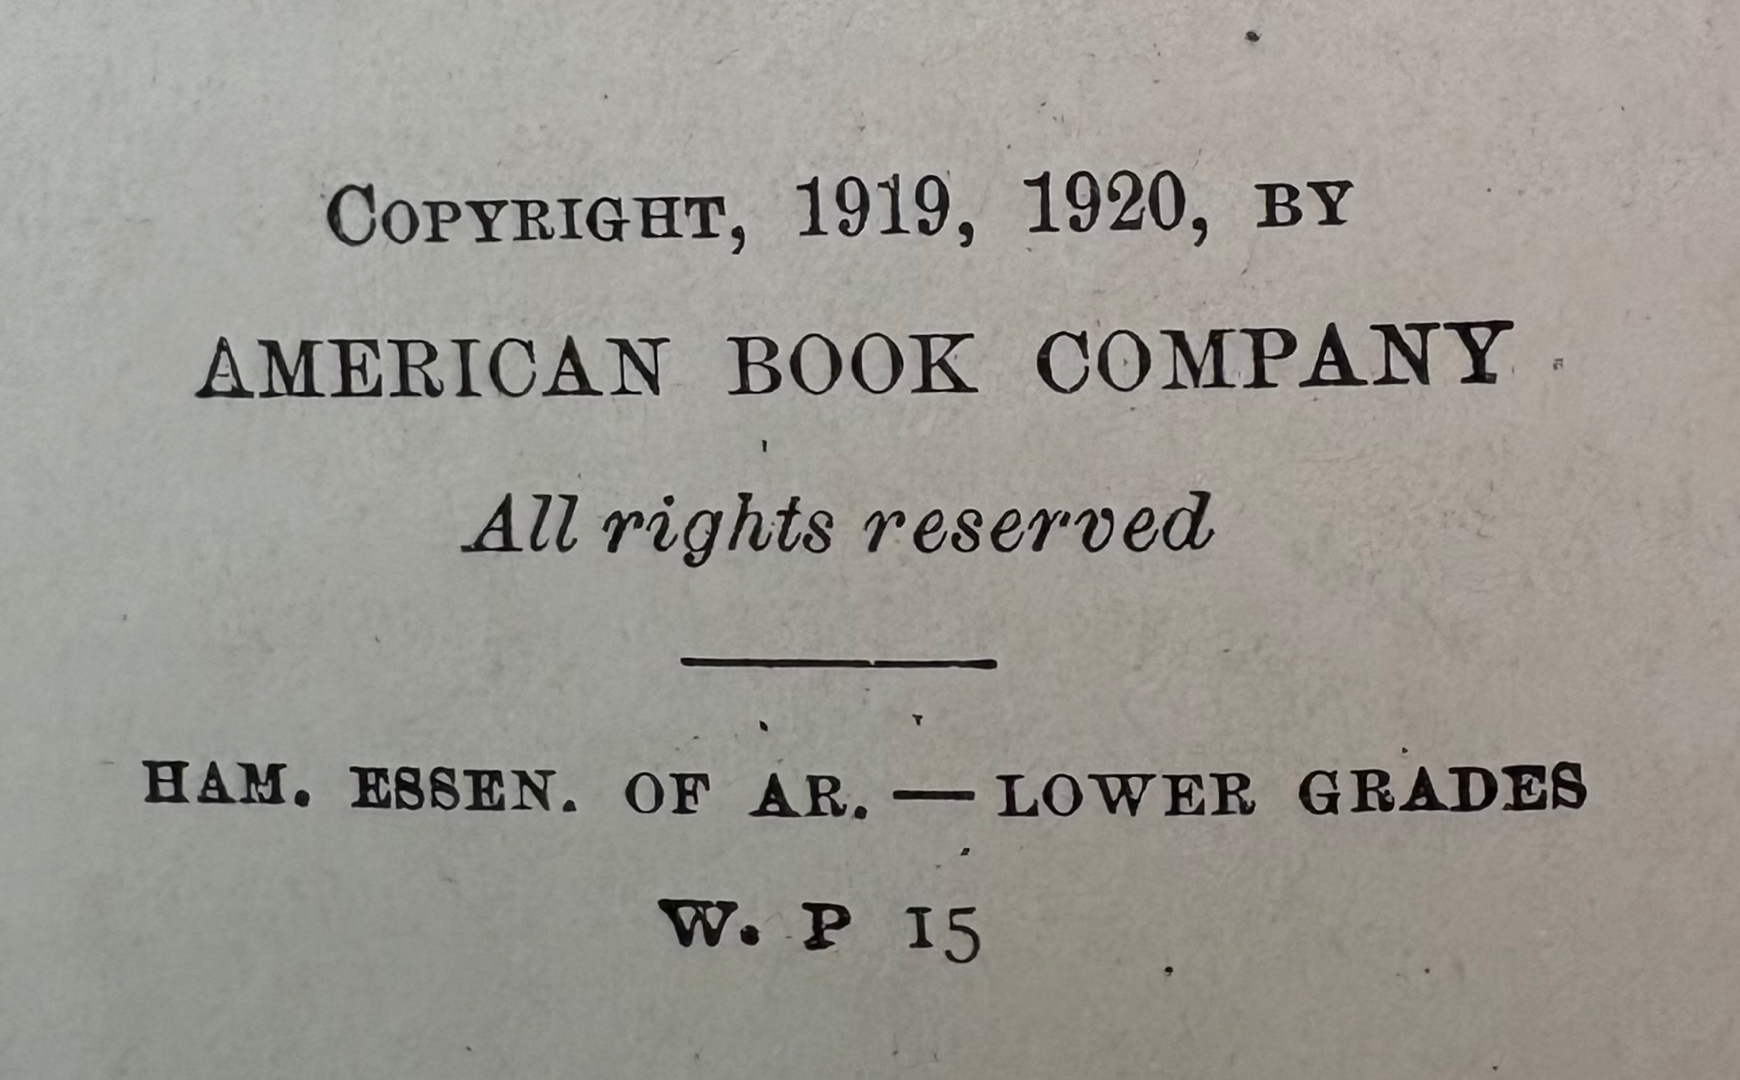 COPYRIGHT, 1919, 1920, BY
AMERICAN BOOK COMPANY
All rights reserved
HAM. ESSEN. OF AR. — LOWER GRADES
W. P 15